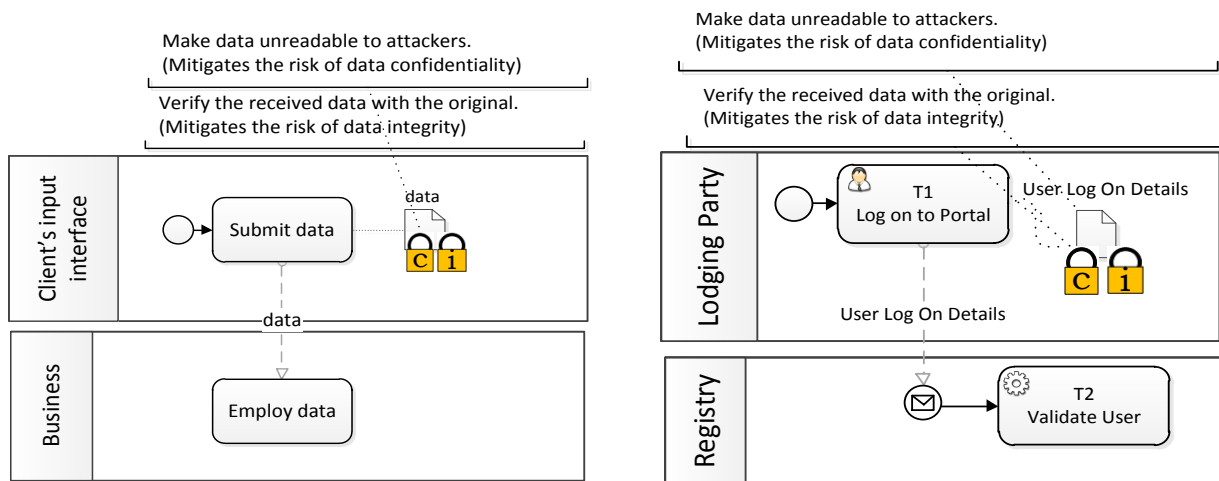 Make data unreadable to attackers.
(Mitigates the risk of data confidentiality)
Verify the received data with the original.
(Mitigates the risk of data integrity)
Client's input
interface
Submit data
data
c i
data
Business
Employ data
Make data unreadable to attackers.
(Mitigates the risk of data confidentiality)
Verify the received data with the original.
(Mitigates the risk of data integrity)
Lodging Party
T1
Log on to Portal
User Log On Details
c i
User Log On Details
Registry
T2
Validate User